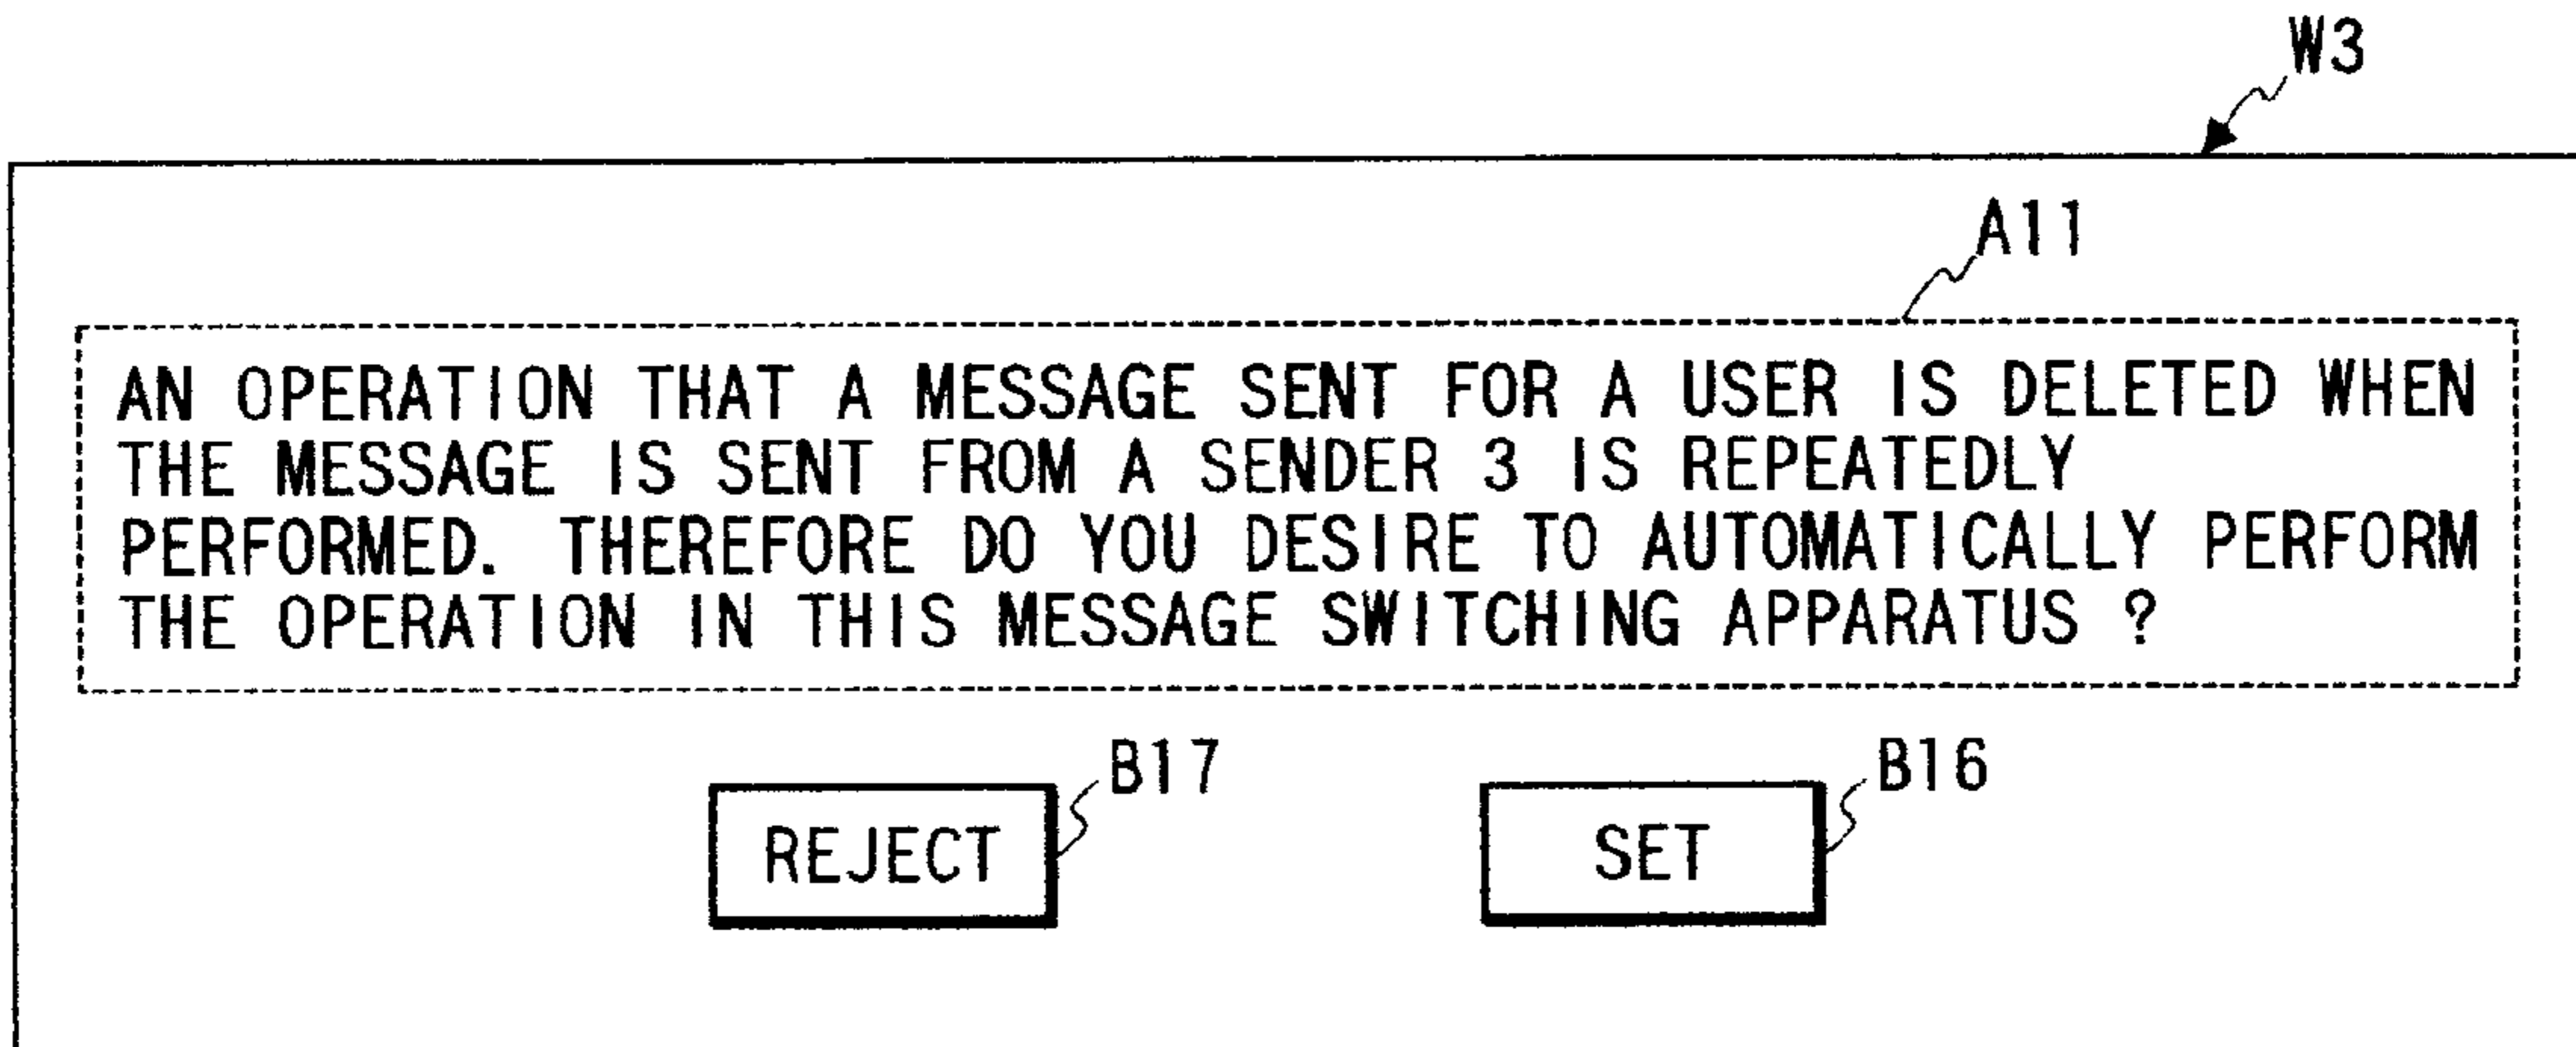 W3
A11
AN OPERATION THAT A MESSAGE SENT FOR A USER IS DELETED WHEN
THE MESSAGE IS SENT FROM A SENDER 3 IS REPEATEDLY
PERFORMED. THEREFORE DO YOU DESIRE TO AUTOMATICALLY PERFORM
THE OPERATION IN THIS MESSAGE SWITCHING APPARATUS ?
B17
B16
REJECT
SET